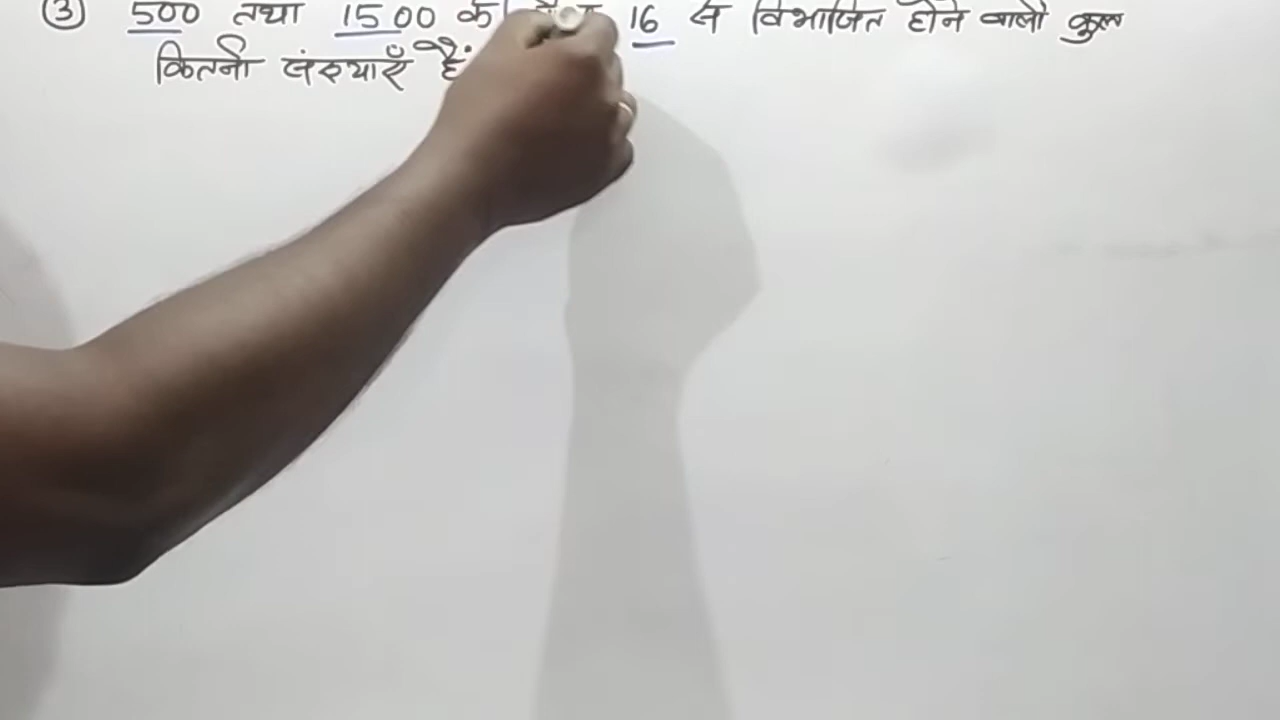 ③ 500 तथा 1500 के 16 से विभाजित होने वाली कुल
कितनी संख्याएँ हैं